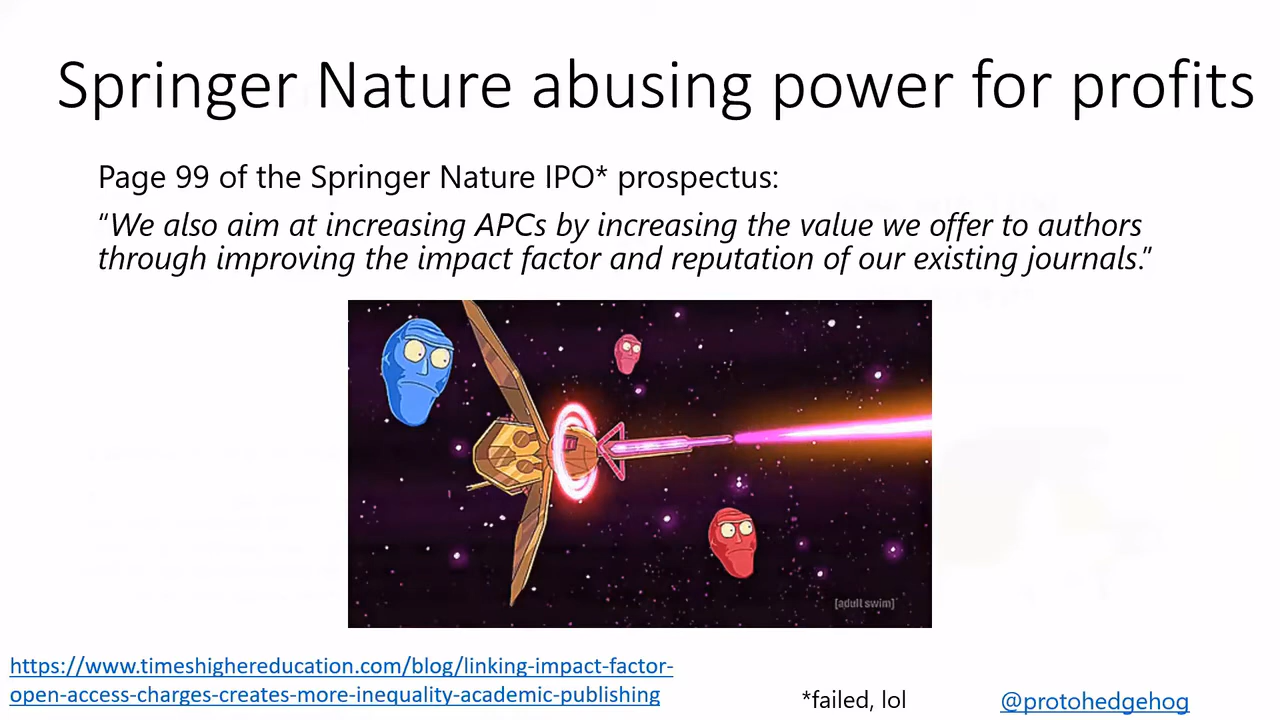 Springer Nature abusing power for profits
Page 99 of the Springer Nature IPO* prospectus:
“We also aim at increasing APCs by increasing the value we offer to authors
through improving the impact factor and reputation of our existing journals.”
[adult swim]
https://www.timeshighereducation.com/blog/linking-impact-factor-
open-access-charges-creates-more-inequality-academic-publishing
*failed, lol
@protohedgehog